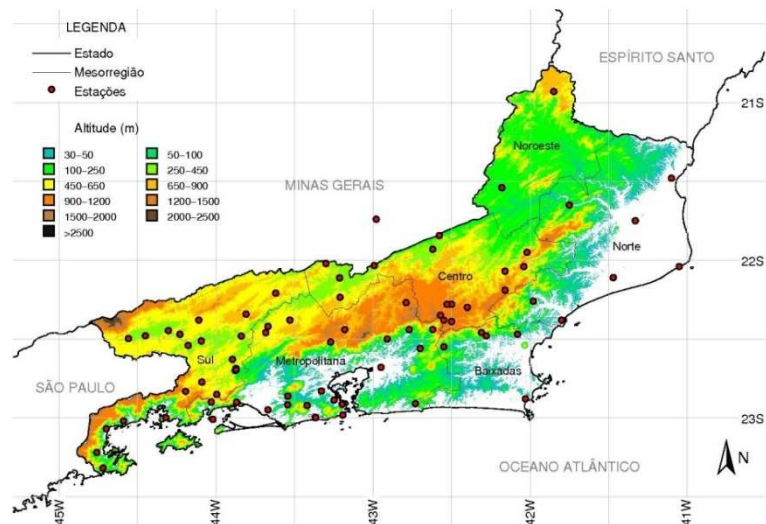 LEGENDA
Estado
Mesorregião
Estações
Altitude (m)
30-50
50-100
100-250
250-450
450-650
650-900
900-1200
1200-1500
1500-2000
2000-2500
>2500
ESPÍRITO SANTO
21S
Noroeste
MINAS GERAIS
Norte
22S
Centro
Sul
Metropolitana
Baixadas
SÃO PAULO
23S
OCEANO ATLÂNTICO
N
45W
44W
43W
42W
41W